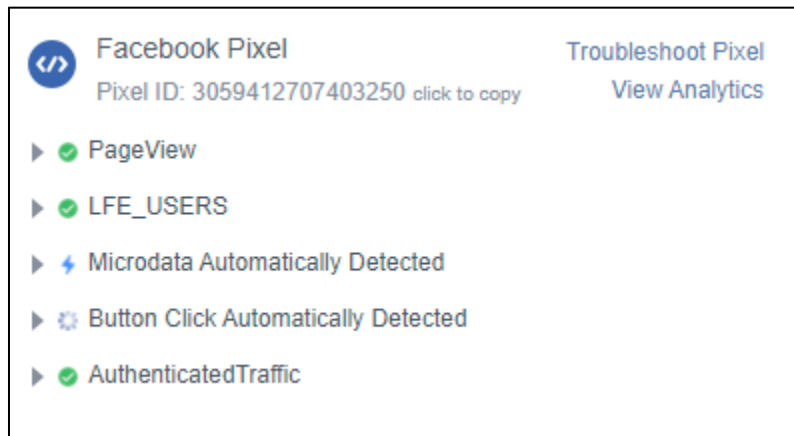 Facebook Pixel
Troubleshoot Pixel
Pixel ID: 3059412707403250 click to copy
View Analytics
PageView
LFE_USERS
Microdata Automatically Detected
Button Click Automatically Detected
AuthenticatedTraffic